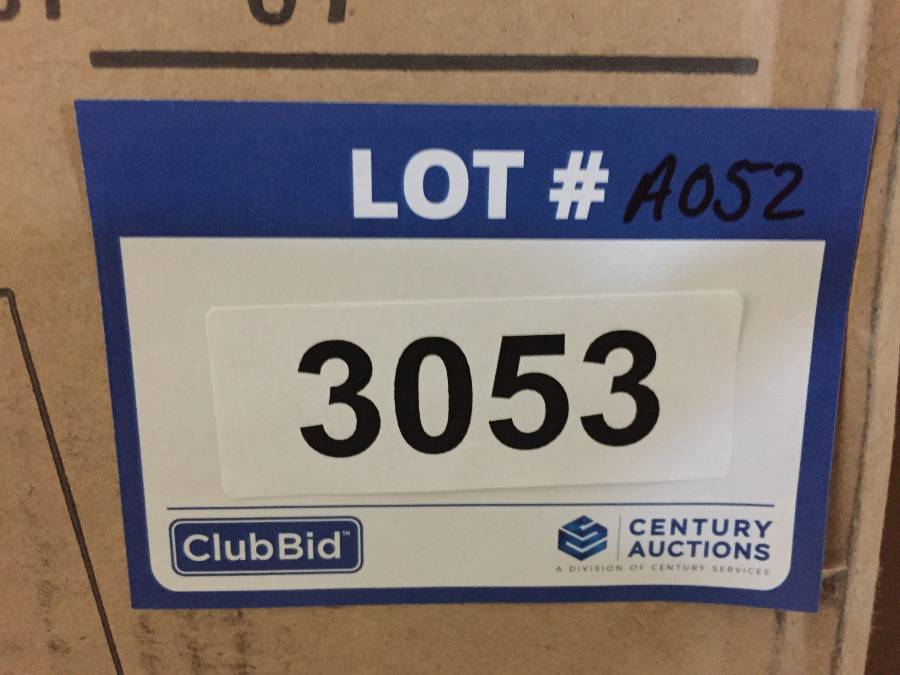 LOT # A052
3053
ClubBid™
CENTURY
AUCTIONS
A DIVISION OF CENTURY SERVICES